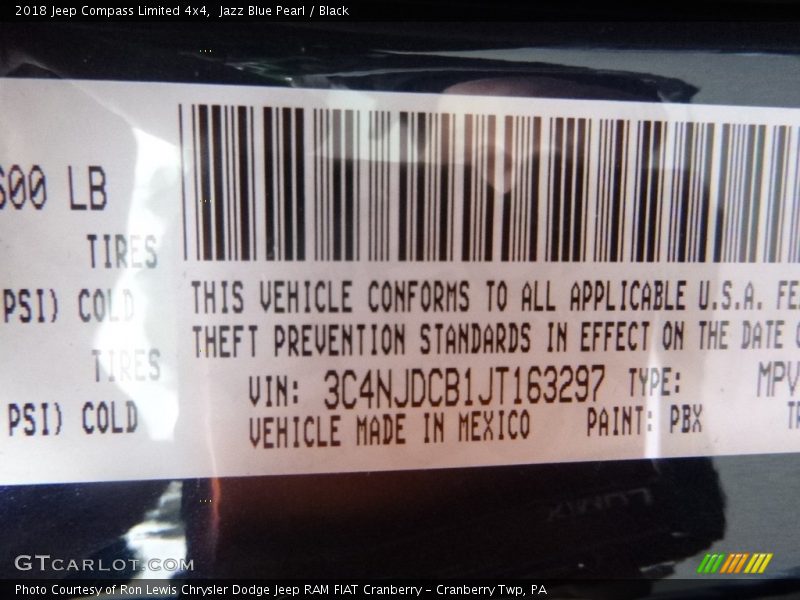 2018 Jeep Compass Limited 4x4,  Jazz Blue Pearl / Black
600 LB
TIRES
PSI) COLD
TIRES
PSI) COLD
THIS VEHICLE CONFORMS TO ALL APPLICABLE U.S.A.
THEFT PREVENTION STANDARDS IN EFFECT ON THE DATE
VIN: 3C4NJDCB1JT163297 TYPE: MPV
VEHICLE MADE IN MEXICO PAINT: PBX
GTCARLOT.COM
Photo Courtesy of Ron Lewis Chrysler Dodge Jeep RAM FIAT Cranberry – Cranberry Twp, PA